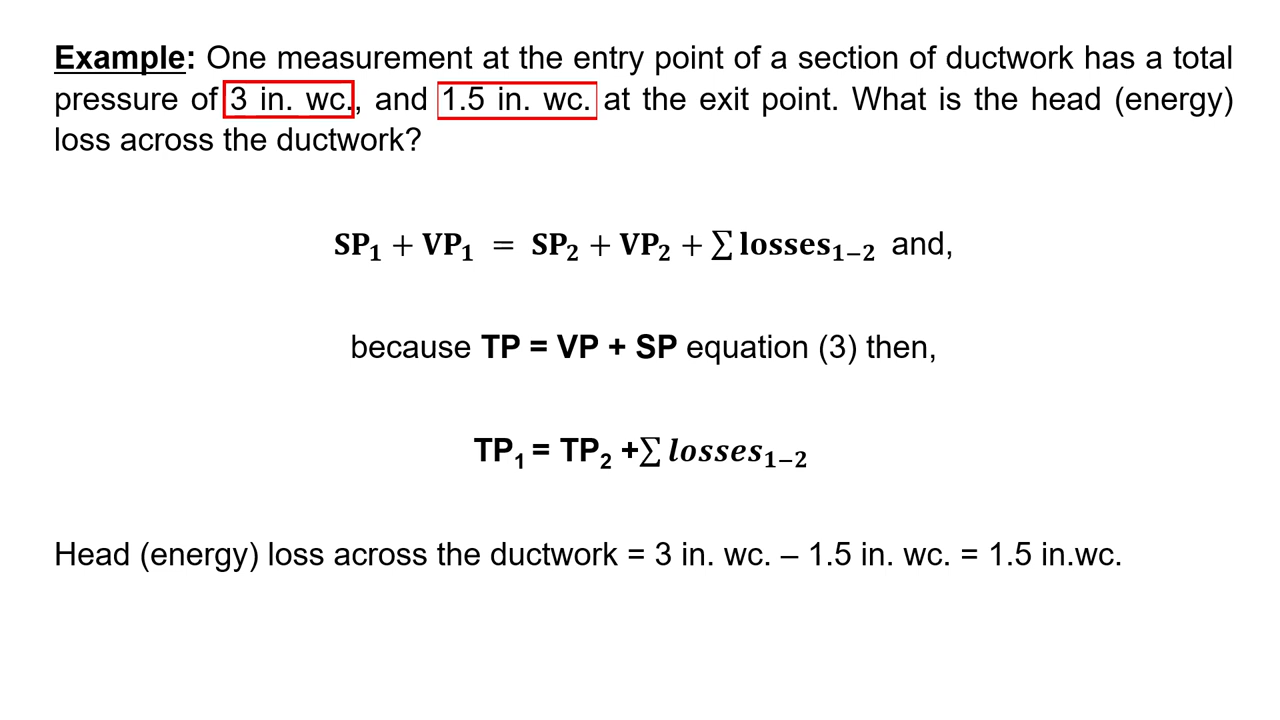 Example: One measurement at the entry point of a section of ductwork has a total
pressure of 3 in. wc., and 1.5 in. wc. at the exit point. What is the head (energy)
loss across the ductwork?
SP₁ + VP₁ = SP₂ + VP₂ + ∑ losses₁₋₂ and,
because TP = VP + SP equation (3) then,
TP₁ = TP₂ +∑ losses₁₋₂
Head (energy) loss across the ductwork = 3 in. wc. – 1.5 in. wc. = 1.5 in.wc.